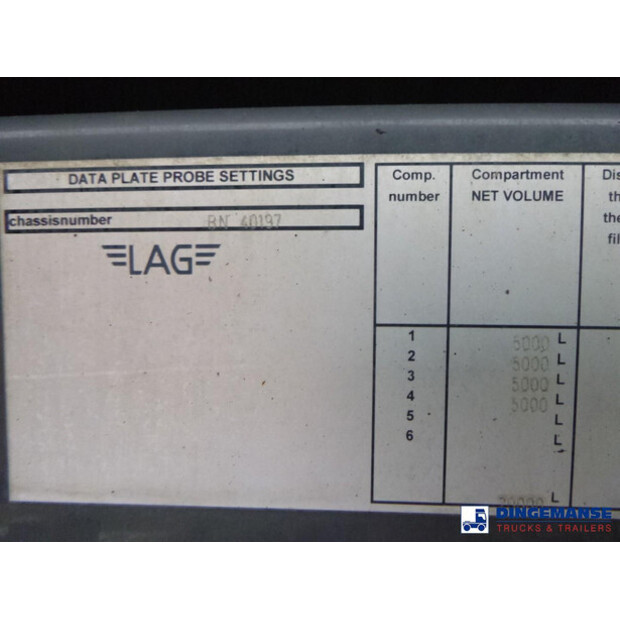 DATA PLATE PROBE SETTINGS
chassisnumber BN 40197
LAG
Comp. number
Compartment NET VOLUME
1 5000 L
2 5000 L
3 5000 L
4 5000 L
5 L
6 L
L
DINGEMANSE
TRUCKS & TRAILERS